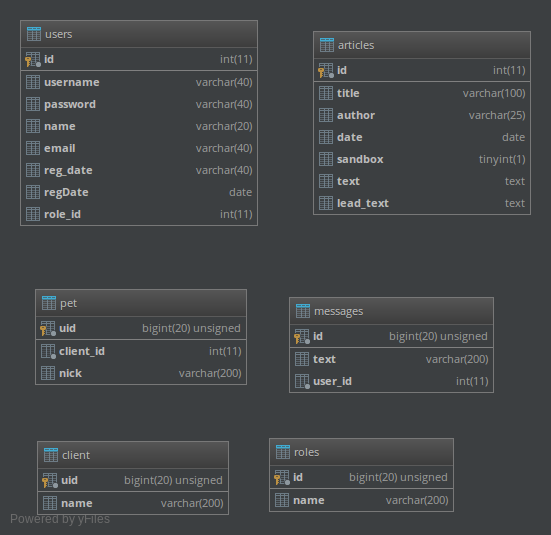 users
id int(11)
username varchar(40)
password varchar(40)
name varchar(20)
email varchar(40)
reg_date varchar(40)
regDate date
role_id int(11)
articles
id int(11)
title varchar(100)
author varchar(25)
date date
sandbox tinyint(1)
text text
lead_text text
pet
uid bigint(20) unsigned
client_id int(11)
nick varchar(200)
messages
id bigint(20) unsigned
text varchar(200)
user_id int(11)
client
uid bigint(20) unsigned
name varchar(200)
roles
id bigint(20) unsigned
name varchar(200)
Powered by yFiles